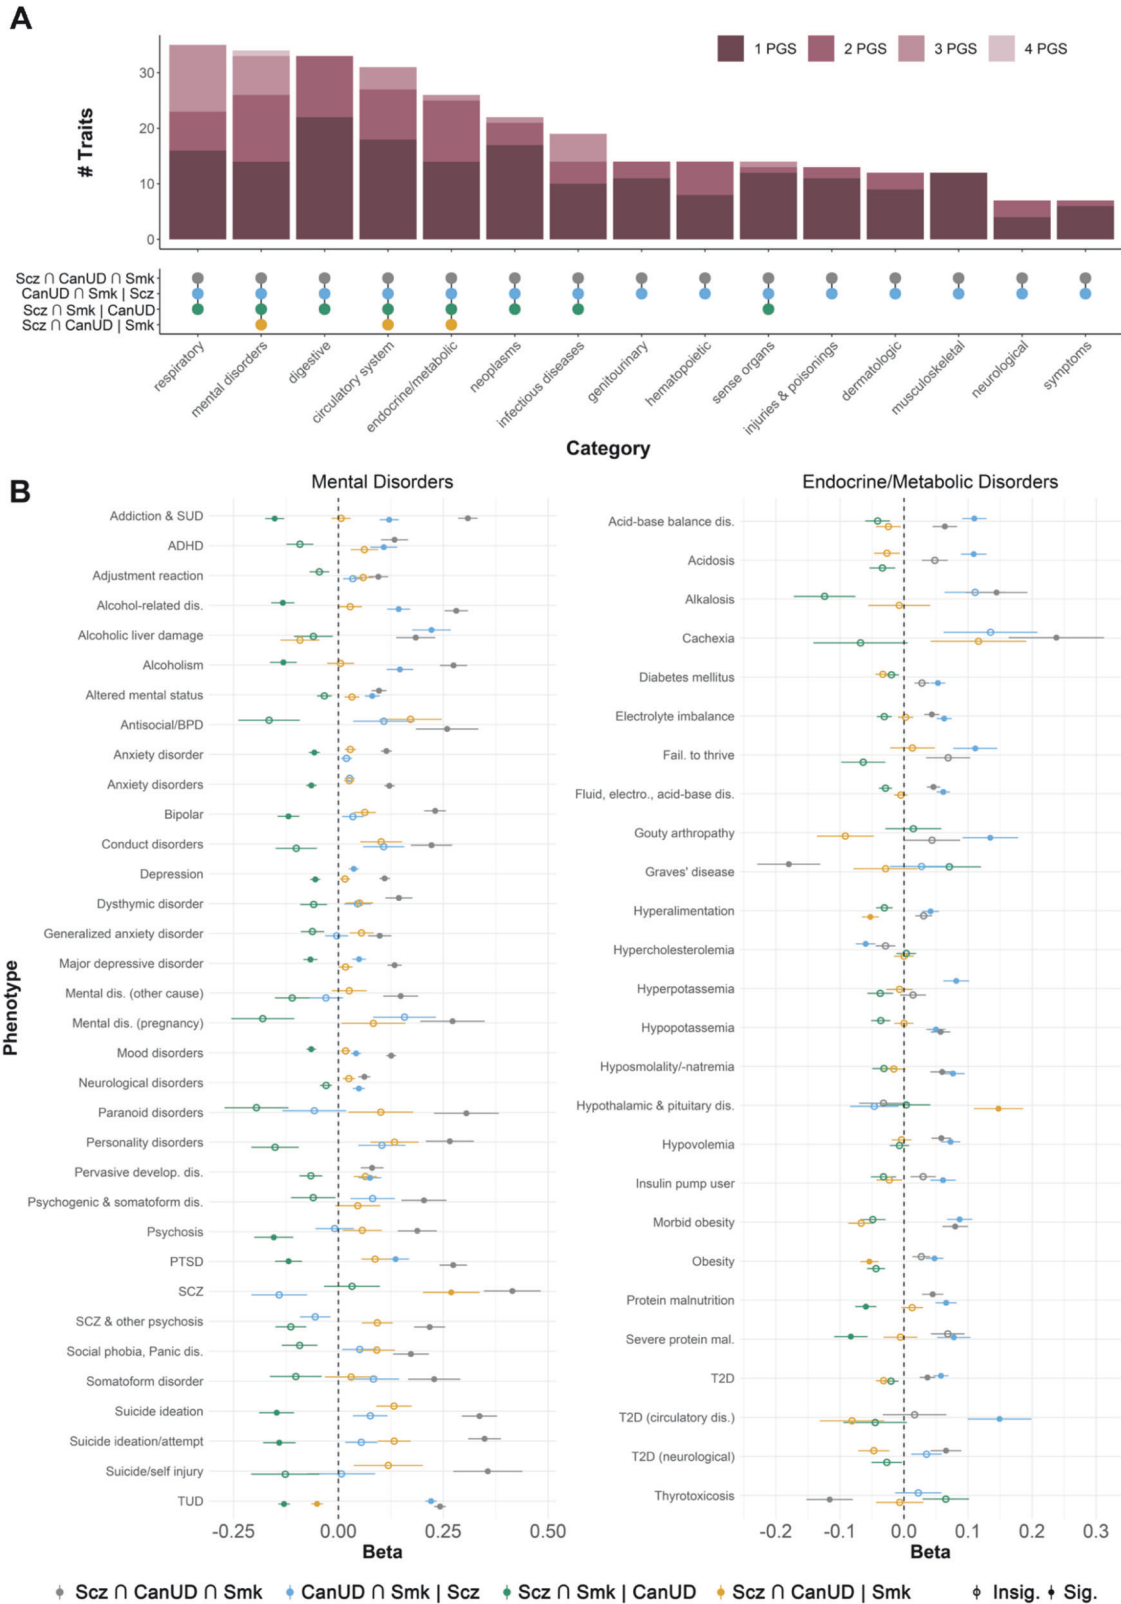 A
# Traits
30
20
10
0
1 PGS 2 PGS 3 PGS 4 PGS
Scz ∩ CanUD ∩ Smk
CanUD ∩ Smk | Scz
Scz ∩ Smk | CanUD
Scz ∩ CanUD | Smk
respiratory
mental disorders
digestive
circulatory system
endocrine/metabolic
neoplasms
infectious diseases
genitourinary
hematopoietic
sense organs
injuries & poisonings
dermatologic
musculoskeletal
neurological
symptoms
Category
B
Phenotype
Mental Disorders
Addiction & SUD
ADHD
Adjustment reaction
Alcohol-related dis.
Alcoholic liver damage
Alcoholism
Altered mental status
Antisocial/BPD
Anxiety disorder
Anxiety disorders
Bipolar
Conduct disorders
Depression
Dysthymic disorder
Generalized anxiety disorder
Major depressive disorder
Mental dis. (other cause)
Mental dis. (pregnancy)
Mood disorders
Neurological disorders
Paranoid disorders
Personality disorders
Pervasive develop. dis.
Psychogenic & somatoform dis.
Psychosis
PTSD
SCZ
SCZ & other psychosis
Social phobia, Panic dis.
Somatoform disorder
Suicide ideation
Suicide ideation/attempt
Suicide/self injury
TUD
-0.25 0.00 0.25 0.50
Beta
Endocrine/Metabolic Disorders
Acid-base balance dis.
Acidosis
Alkalosis
Cachexia
Diabetes mellitus
Electrolyte imbalance
Fail. to thrive
Fluid, electro., acid-base dis.
Gouty arthropathy
Graves' disease
Hyperalimentation
Hypercholesterolemia
Hyperpotassemia
Hypopotassemia
Hyposmolality/-natremia
Hypothalamic & pituitary dis.
Hypovolemia
Insulin pump user
Morbid obesity
Obesity
Protein malnutrition
Severe protein mal.
T2D
T2D (circulatory dis.)
T2D (neurological)
Thyrotoxicosis
-0.2 -0.1 0.0 0.1 0.2 0.3
Beta
Scz ∩ CanUD ∩ Smk CanUD ∩ Smk | Scz Scz ∩ Smk | CanUD Scz ∩ CanUD | Smk Insig. Sig.